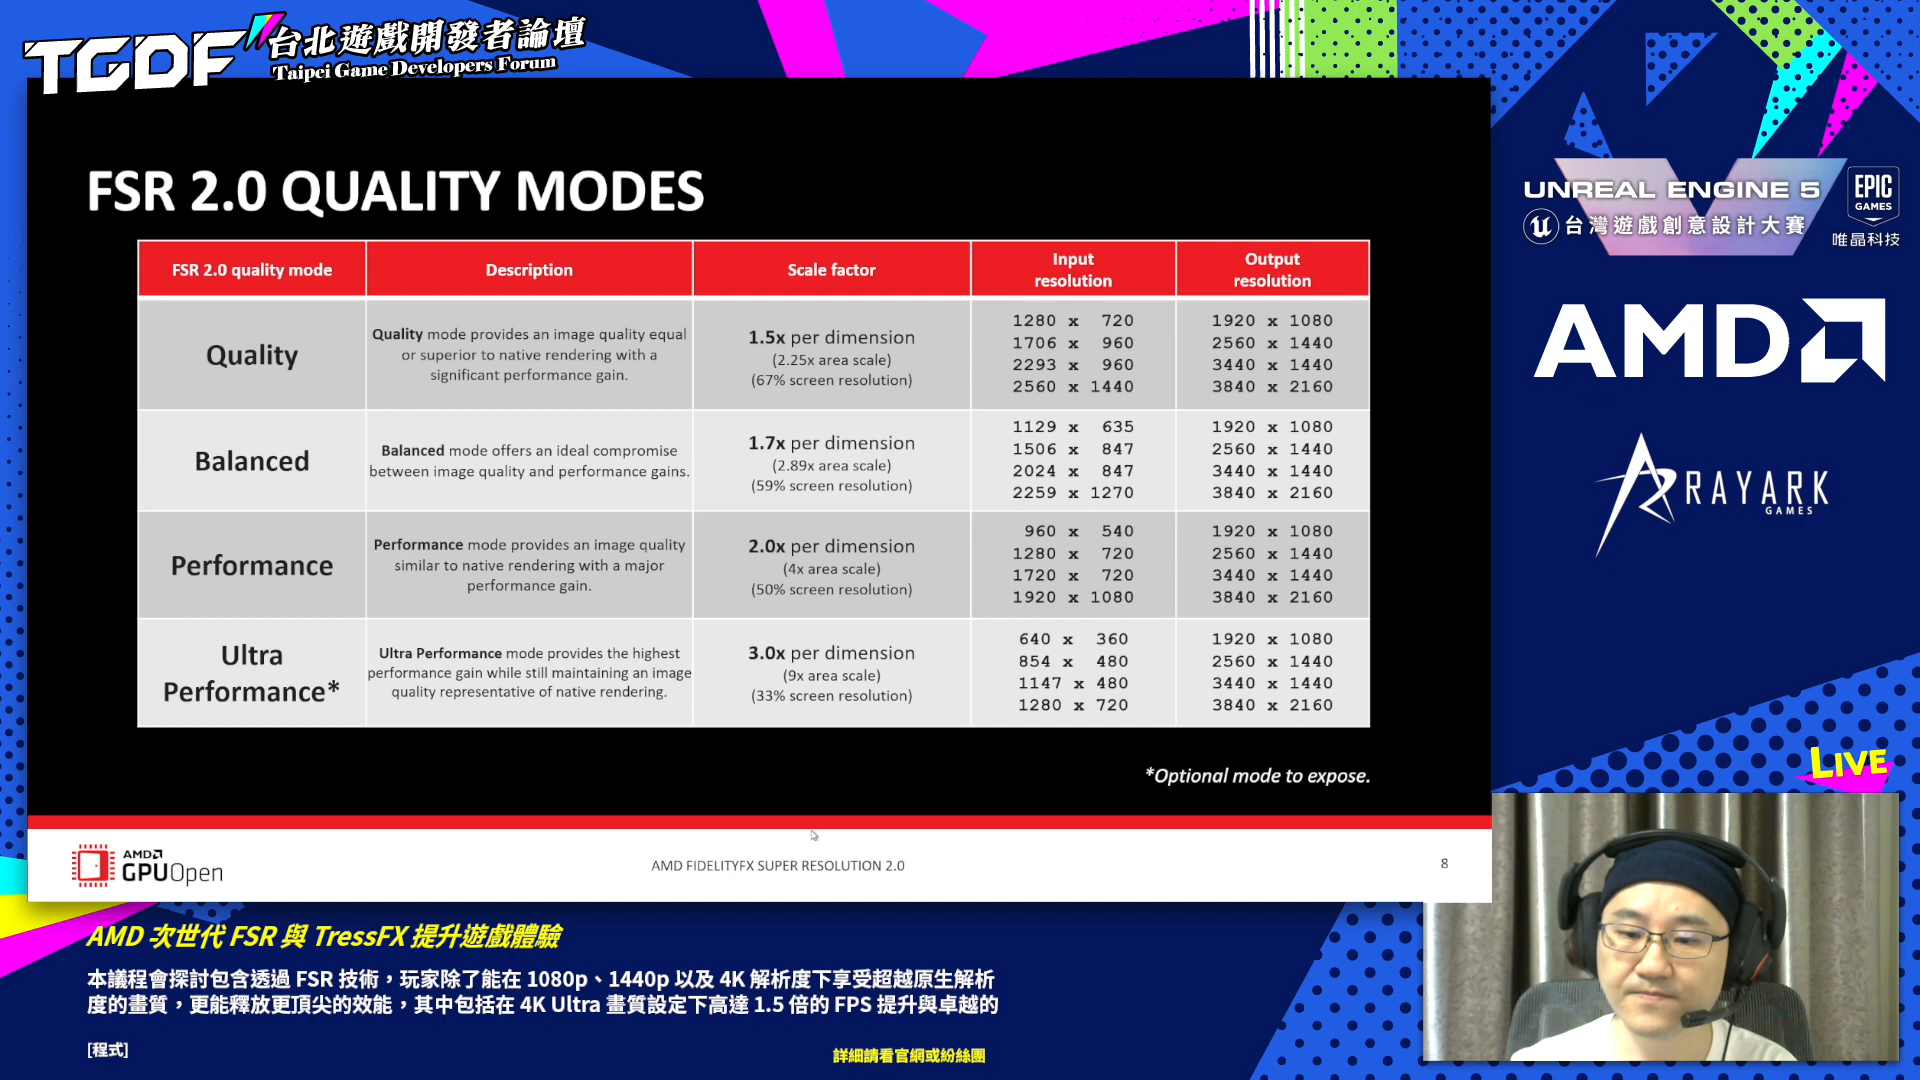 TGDF 台北遊戲開發者論壇
Taipei Game Developers Forum
FSR 2.0 QUALITY MODES
FSR 2.0 quality mode
Description
Scale factor
Input
resolution
Output
resolution
Quality
Quality mode provides an image quality equal
or superior to native rendering with a
significant performance gain.
1.5x per dimension
(2.25x area scale)
(67% screen resolution)
1280 x 720
1706 x 960
2293 x 960
2560 x 1440
1920 x 1080
2560 x 1440
3440 x 1440
3840 x 2160
Balanced
Balanced mode offers an ideal compromise
between image quality and performance gains.
1.7x per dimension
(2.89x area scale)
(59% screen resolution)
1129 x 635
1506 x 847
2024 x 847
2259 x 1270
1920 x 1080
2560 x 1440
3440 x 1440
3840 x 2160
Performance
Performance mode provides an image quality
similar to native rendering with a major
performance gain.
2.0x per dimension
(4x area scale)
(50% screen resolution)
960 x 540
1280 x 720
1720 x 720
1920 x 1080
1920 x 1080
2560 x 1440
3440 x 1440
3840 x 2160
Ultra
Performance*
Ultra Performance mode provides the highest
performance gain while still maintaining an image
quality representative of native rendering.
3.0x per dimension
(9x area scale)
(33% screen resolution)
640 x 360
854 x 480
1147 x 480
1280 x 720
1920 x 1080
2560 x 1440
3440 x 1440
3840 x 2160
*Optional mode to expose.
AMD
GPUOpen
AMD FIDELITYFX SUPER RESOLUTION 2.0
8
UNREAL ENGINE 5
台灣遊戲創意設計大賽
EPIC
GAMES
唯晶科技
AMD
RAYARK
GAMES
LIVE
AMD 次世代 FSR 與 TressFX 提升遊戲體驗
本議程會探討包含透過 FSR 技術，玩家除了能在 1080p、1440p 以及 4K 解析度下享受超越原生解析
度的畫質，更能釋放更頂尖的效能，其中包括在 4K Ultra 畫質設定下高達 1.5 倍的 FPS 提升與卓越的
[程式]
詳細請看官網或紛絲團